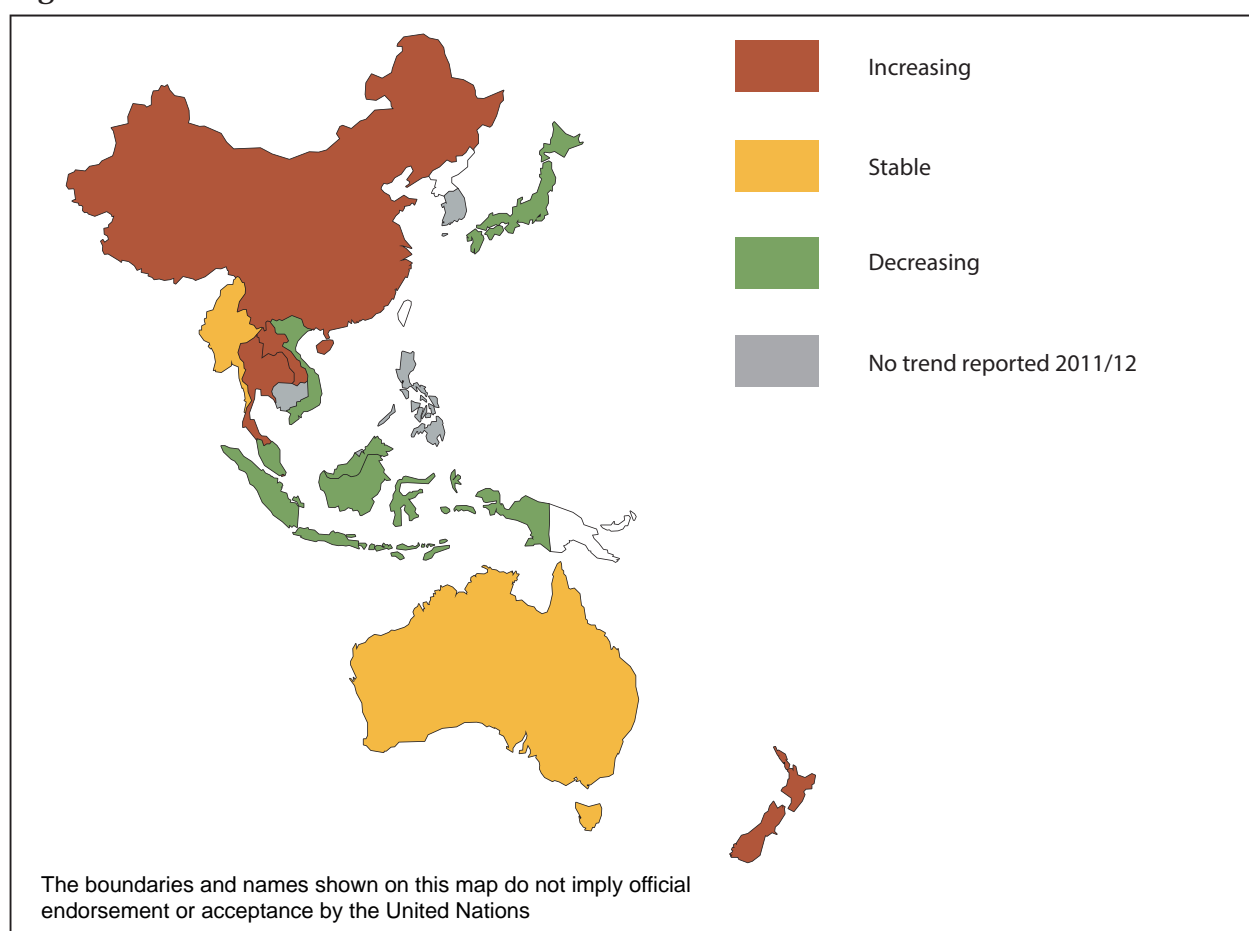 Increasing
Stable
Decreasing
No trend reported 2011/12
The boundaries and names shown on this map do not imply official
endorsement or acceptance by the United Nations